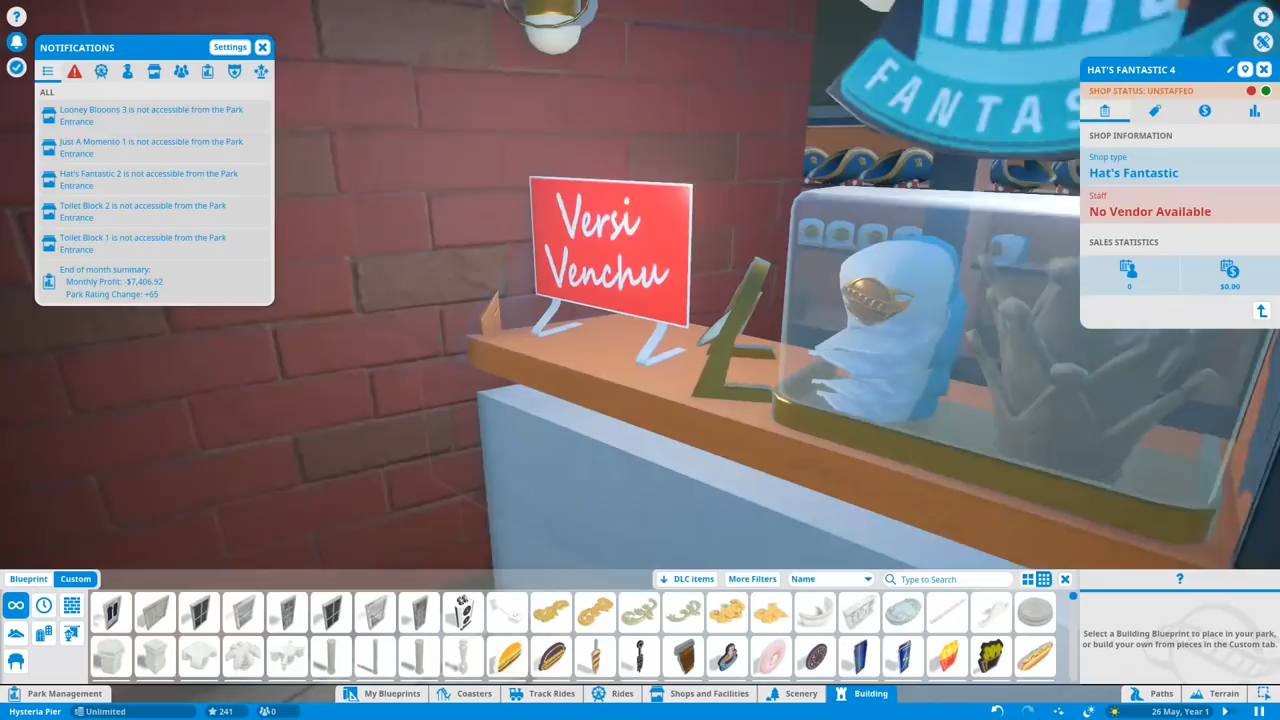 NOTIFICATIONS
Settings
ALL
Looney Blooons 3 is not accessible from the Park
Entrance
Just A Momento 1 is not accessible from the Park
Entrance
Hat's Fantastic 2 is not accessible from the Park
Entrance
Toilet Block 2 is not accessible from the Park
Entrance
Toilet Block 1 is not accessible from the Park
Entrance
End of month summary:
Monthly Profit: -$7,406.92
Park Rating Change: +65
Versi
Venchu
FANTAS
HAT'S FANTASTIC 4
SHOP STATUS: UNSTAFFED
SHOP INFORMATION
Shop type
Hat's Fantastic
Staff
No Vendor Available
SALES STATISTICS
0
$0.00
Blueprint
Custom
DLC items
More Filters
Name
Type to Search
?
Select a Building Blueprint to place in your park,
or build your own from pieces in the Custom tab.
Park Management
My Blueprints
Coasters
Track Rides
Rides
Shops and Facilities
Scenery
Building
Paths
Terrain
Hysteria Pier
Unlimited
241
0
26 May, Year 1